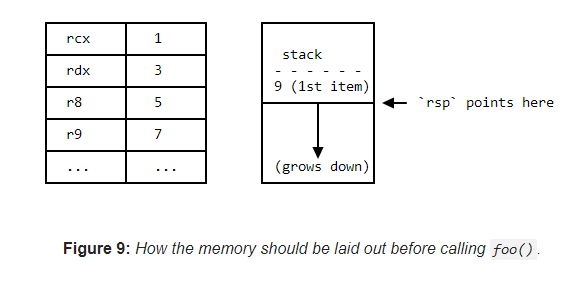 rcx 1
rdx 3
r8 5
r9 7
... ...
stack
- - - - - -
9 (1st item)
(grows down)
`rsp` points here
Figure 9: How the memory should be laid out before calling foo().